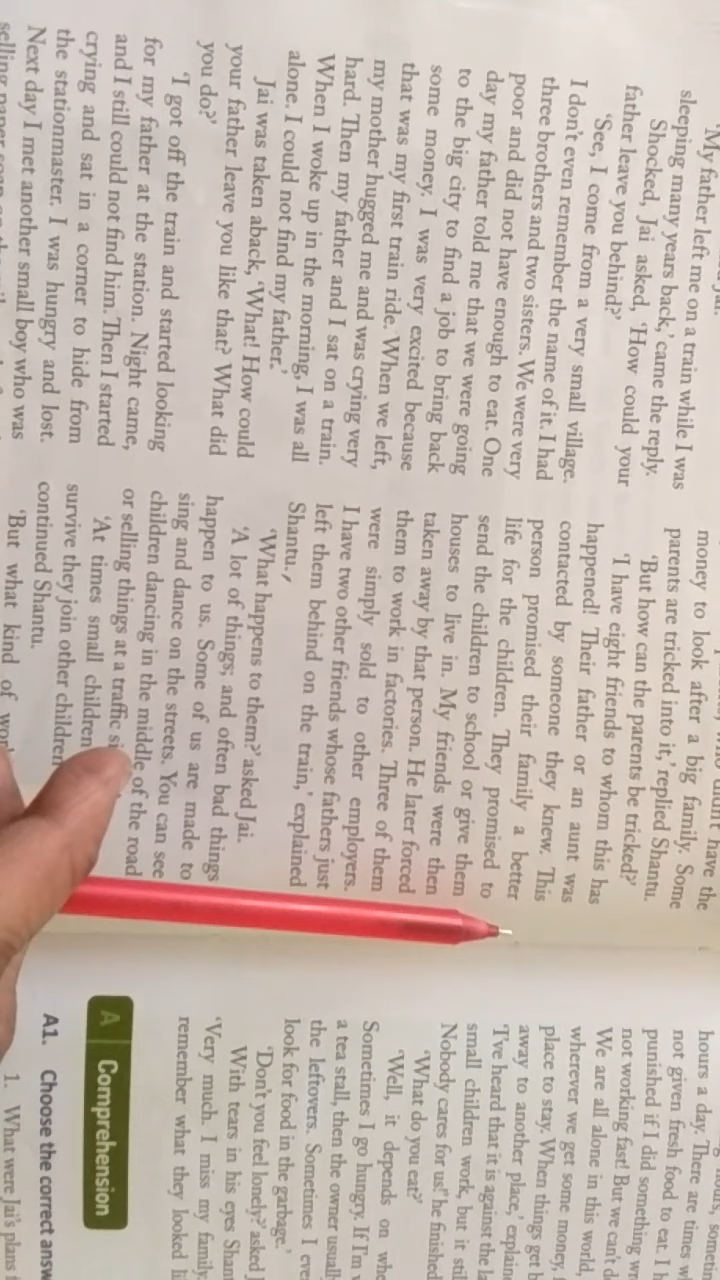 'My father left me on a train while I was
sleeping many years back,' came the reply.
Shocked, Jai asked, 'How could your
father leave you behind?'
'See, I come from a very small village.
I don't even remember the name of it. I had
three brothers and two sisters. We were very
poor and did not have enough to eat. One
day my father told me that we were going
to the big city to find a job to bring back
some money. I was very excited because
that was my first train ride. When we left,
my mother hugged me and was crying very
hard. Then my father and I sat on a train.
When I woke up in the morning, I was all
alone. I could not find my father.'
Jai was taken aback, 'What! How could
your father leave you like that? What did
you do?'
'I got off the train and started looking
for my father at the station. Night came,
and I still could not find him. Then I started
crying and sat in a corner to hide from
the stationmaster. I was hungry and lost.
Next day I met another small boy who was
selling paper
didn't have the
money to look after a big family. Some
parents are tricked into it,' replied Shantu.
'But how can the parents be tricked?'
'I have eight friends to whom this has
happened! Their father or an aunt was
contacted by someone they knew. This
person promised their family a better
life for the children. They promised to
send the children to school or give them
houses to live in. My friends were then
taken away by that person. He later forced
them to work in factories. Three of them
were simply sold to other employers.
I have two other friends whose fathers just
left them behind on the train,' explained
Shantu.
'What happens to them?' asked Jai.
'A lot of things; and often bad things
happen to us. Some of us are made to
sing and dance on the streets. You can see
children dancing in the middle of the road
or selling things at a traffic
'At times small children
survive they join other children
continued Shantu.
'But what kind of
hours a day. There are times
not given fresh food to eat. I
punished if I did something
not working fast! But we can't
We are all alone in this world,
wherever we get some money,
place to stay. When things get
away to another place,'
'I've heard that it is against the
small children work, but it
Nobody cares for us!' he finished
'What do you eat?'
'Well, it depends on
Sometimes I go hungry. If I'm
a tea stall, then the owner
the leftovers. Sometimes I
look for food in the garbage.'
'Don't you feel lonely?' asked
With tears in his eyes
'Very much. I miss my family.
remember what they looked
A Comprehension
A1. Choose the correct
1. What were Jai's plans